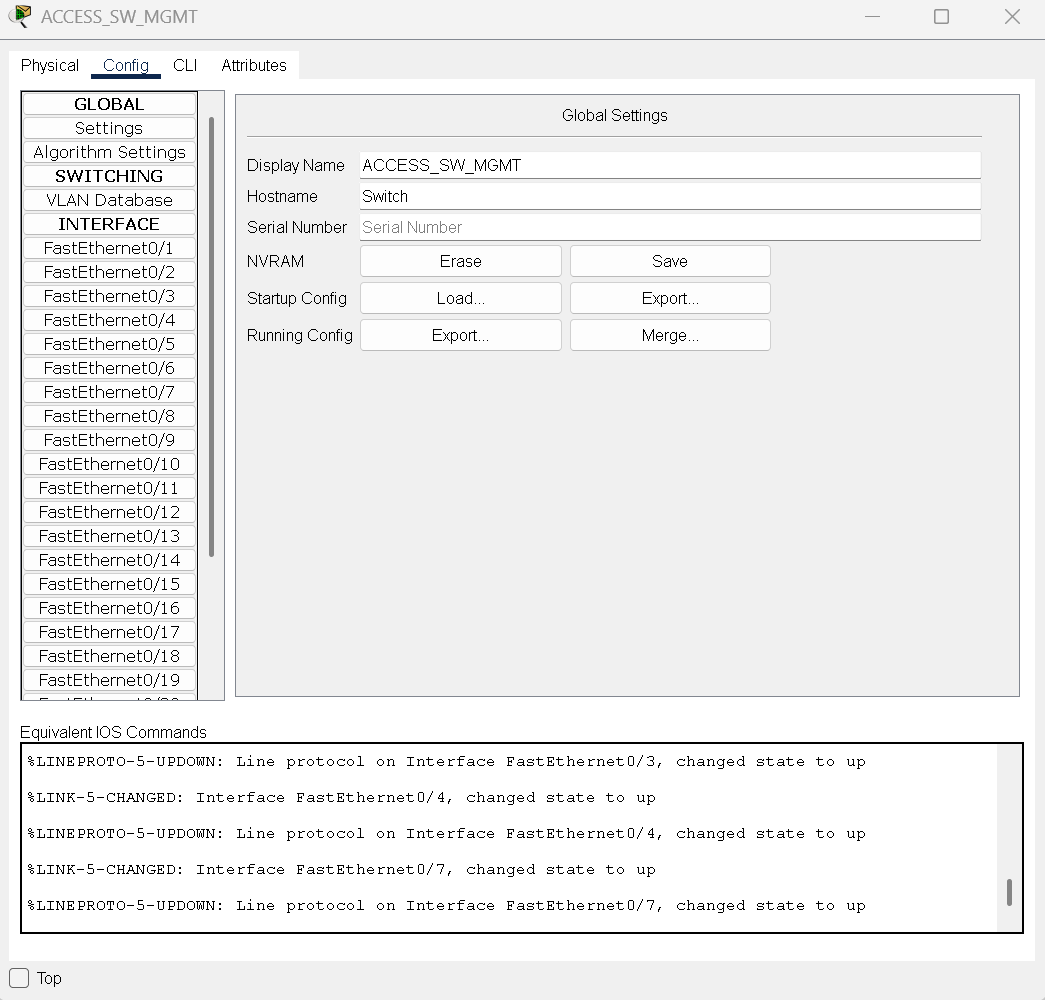 ACCESS_SW_MGMT
Physical Config CLI Attributes
GLOBAL
Settings
Algorithm Settings
SWITCHING
VLAN Database
INTERFACE
FastEthernet0/1
FastEthernet0/2
FastEthernet0/3
FastEthernet0/4
FastEthernet0/5
FastEthernet0/6
FastEthernet0/7
FastEthernet0/8
FastEthernet0/9
FastEthernet0/10
FastEthernet0/11
FastEthernet0/12
FastEthernet0/13
FastEthernet0/14
FastEthernet0/15
FastEthernet0/16
FastEthernet0/17
FastEthernet0/18
FastEthernet0/19
Global Settings
Display Name ACCESS_SW_MGMT
Hostname Switch
Serial Number Serial Number
NVRAM Erase Save
Startup Config Load... Export...
Running Config Export... Merge...
Equivalent IOS Commands
%LINEPROTO-5-UPDOWN: Line protocol on Interface FastEthernet0/3, changed state to up
%LINK-5-CHANGED: Interface FastEthernet0/4, changed state to up
%LINEPROTO-5-UPDOWN: Line protocol on Interface FastEthernet0/4, changed state to up
%LINK-5-CHANGED: Interface FastEthernet0/7, changed state to up
%LINEPROTO-5-UPDOWN: Line protocol on Interface FastEthernet0/7, changed state to up
Top